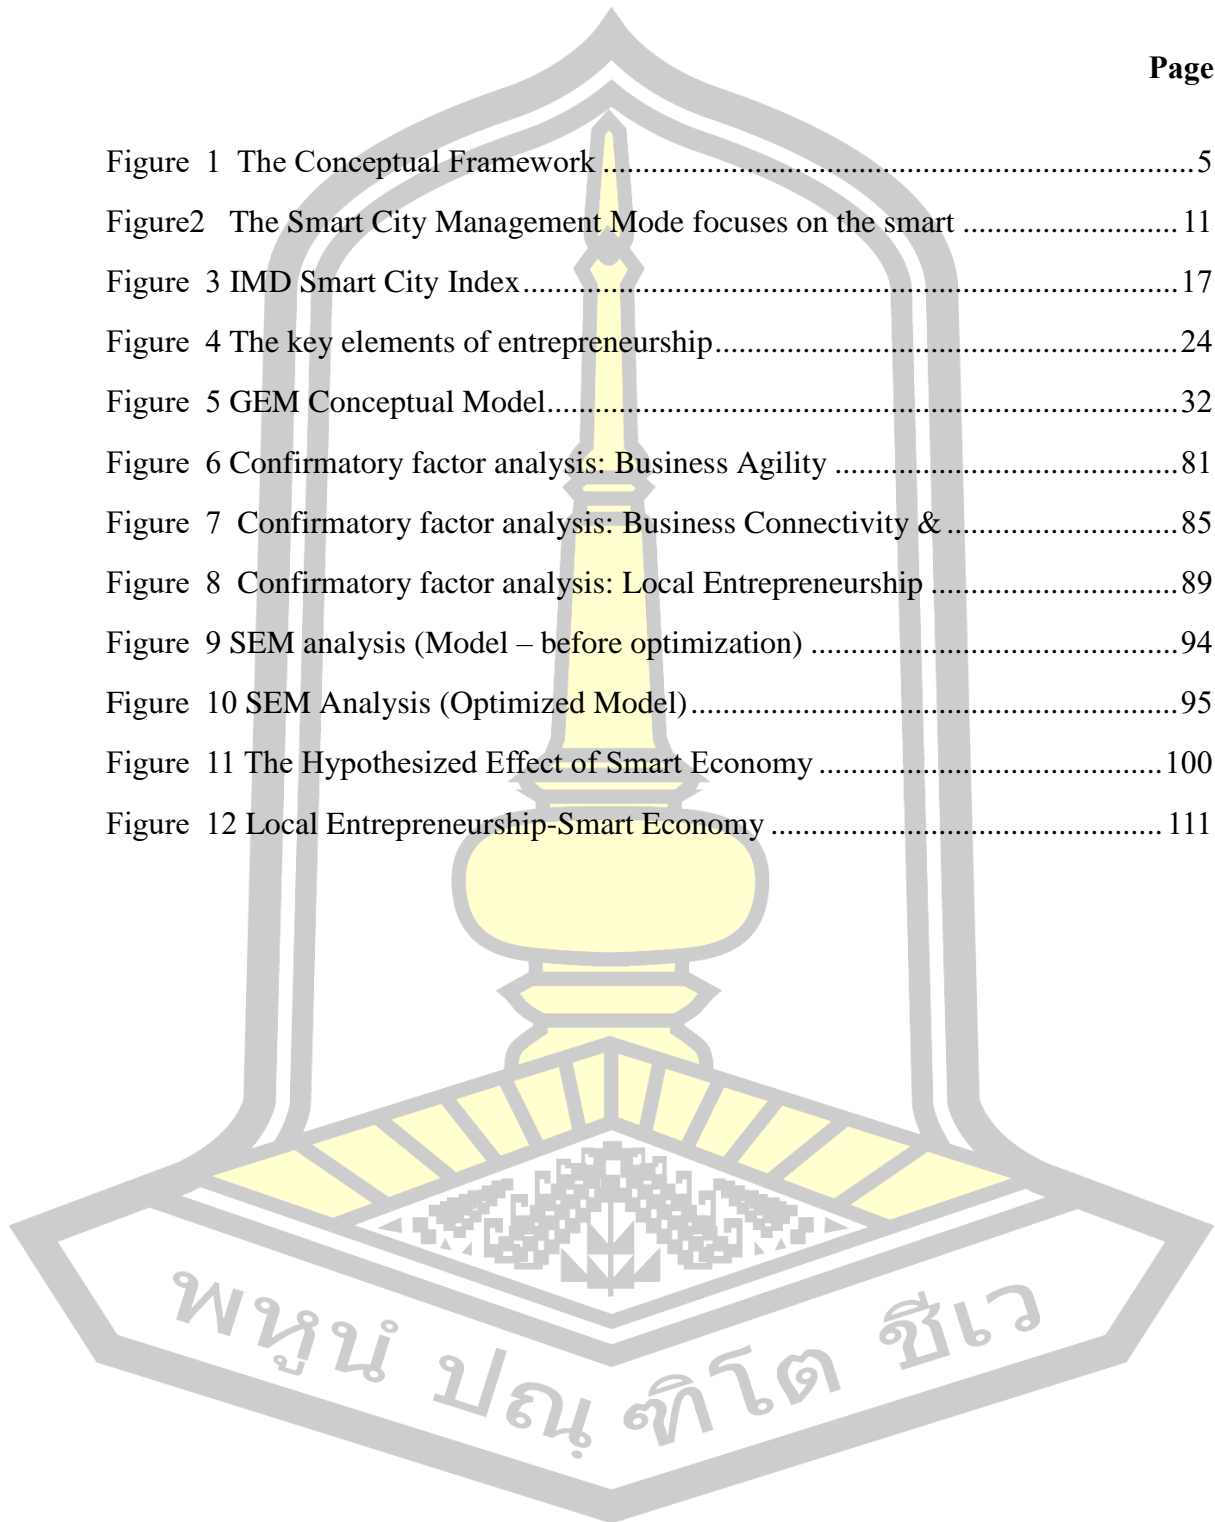 Page
Figure 1 The Conceptual Framework ........................................................................... 5
Figure2 The Smart City Management Mode focuses on the smart ........................... 11
Figure 3 IMD Smart City Index ................................................................................... 17
Figure 4 The key elements of entrepreneurship ........................................................... 24
Figure 5 GEM Conceptual Model ................................................................................ 32
Figure 6 Confirmatory factor analysis: Business Agility ............................................ 81
Figure 7 Confirmatory factor analysis: Business Connectivity & ............................. 85
Figure 8 Confirmatory factor analysis: Local Entrepreneurship ............................... 89
Figure 9 SEM analysis (Model – before optimization) ............................................... 94
Figure 10 SEM Analysis (Optimized Model) .............................................................. 95
Figure 11 The Hypothesized Effect of Smart Economy ............................................ 100
Figure 12 Local Entrepreneurship-Smart Economy .................................................. 111
พหูนํ ปณฺ ฑิโต ชีเว